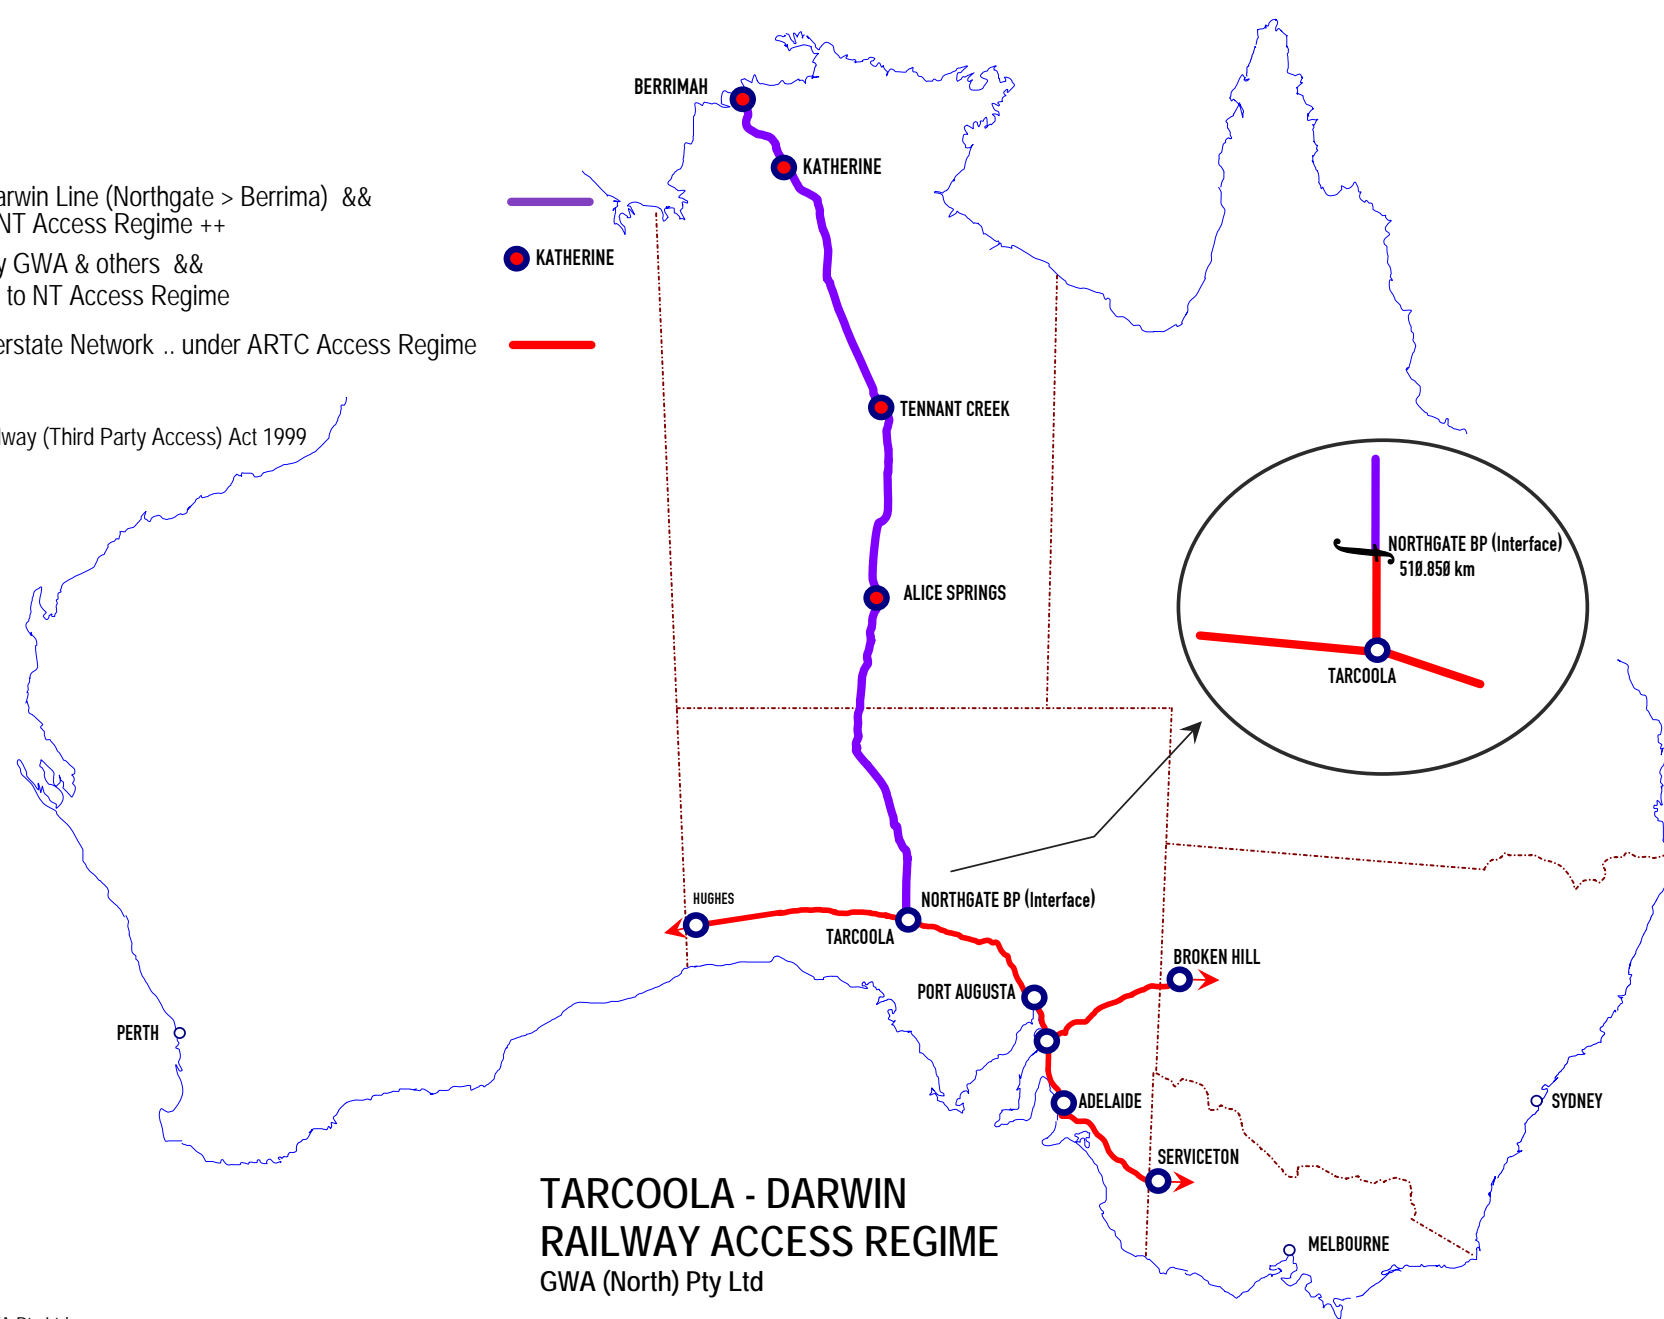 BERRIMAH
KATHERINE
arwin Line (Northgate > Berrima) &&
NT Access Regime ++
y GWA & others &&
to NT Access Regime
KATHERINE
erstate Network .. under ARTC Access Regime
TENNANT CREEK
lway (Third Party Access) Act 1999
NORTHGATE BP (Interface)
510.850 km
ALICE SPRINGS
TARCOOLA
HUGHES
NORTHGATE BP (Interface)
TARCOOLA
BROKEN HILL
PORT AUGUSTA
PERTH
ADELAIDE
SYDNEY
SERVICETON
TARCOOLA - DARWIN
RAILWAY ACCESS REGIME
GWA (North) Pty Ltd
MELBOURNE